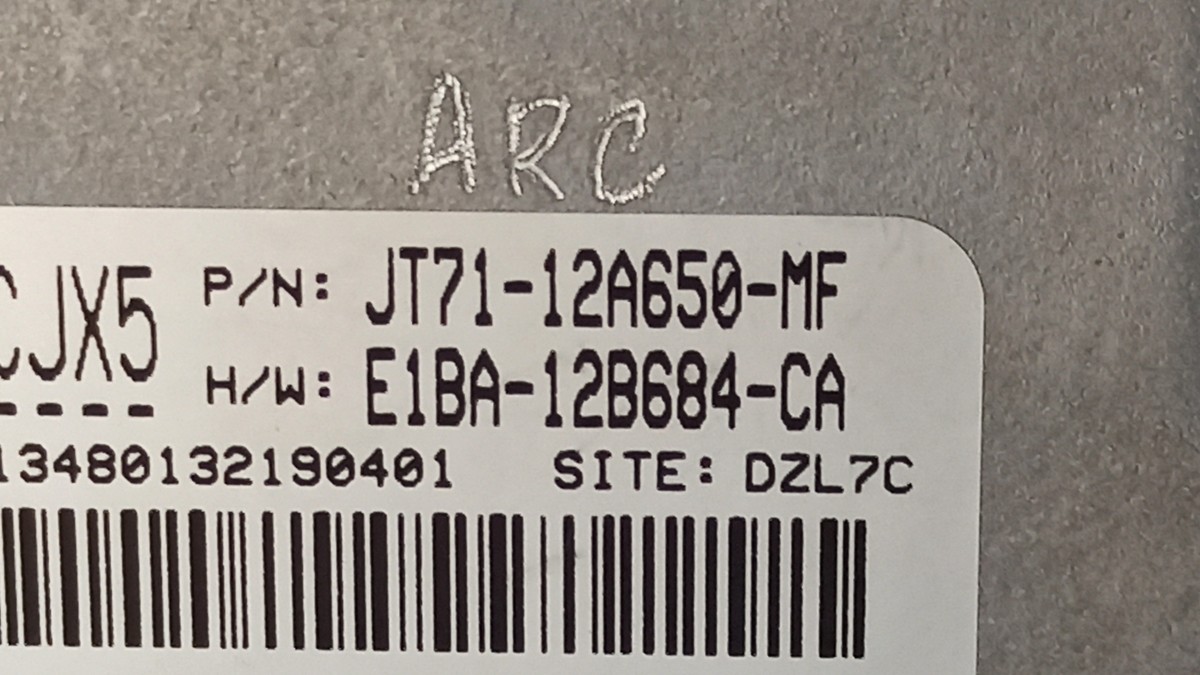 ARC
CJX5 P/N: JT71-12A650-MF
H/W: E1BA-12B684-CA
13480132190401 SITE: DZL7C